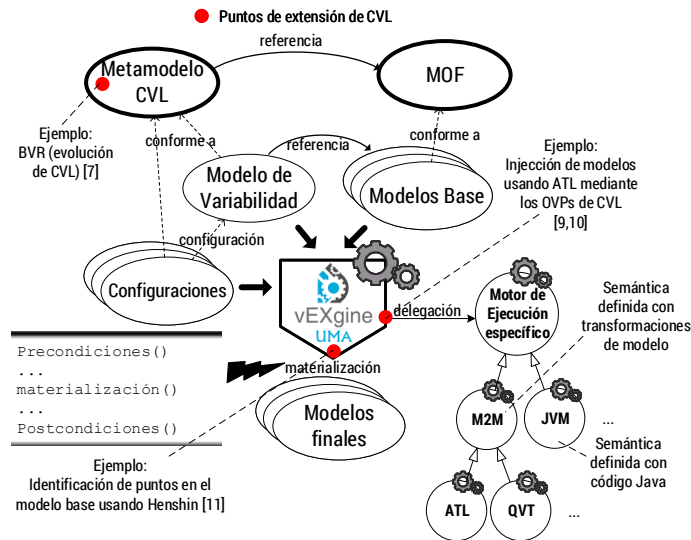 Puntos de extensión de CVL
referencia
Metamodelo
CVL
MOF
Ejemplo:
BVR (evolución
de CVL) [7]
conforme a
referencia
conforme a
Ejemplo:
Injección de modelos
usando ATL mediante
los OVPs de CVL
[9,10]
Modelo de
Variabilidad
Modelos Base
configuración
Configuraciones
vEXgine
UMA
delegación
Motor de
Ejecución
específico
Semántica
definida con
transformaciones
de modelo
Precondiciones()
...
materialización()
...
Postcondiciones()
materialización
Modelos
finales
M2M
JVM
...
Semántica
definida con
código Java
Ejemplo:
Identificación de puntos en el
modelo base usando Henshin [11]
ATL
QVT
...